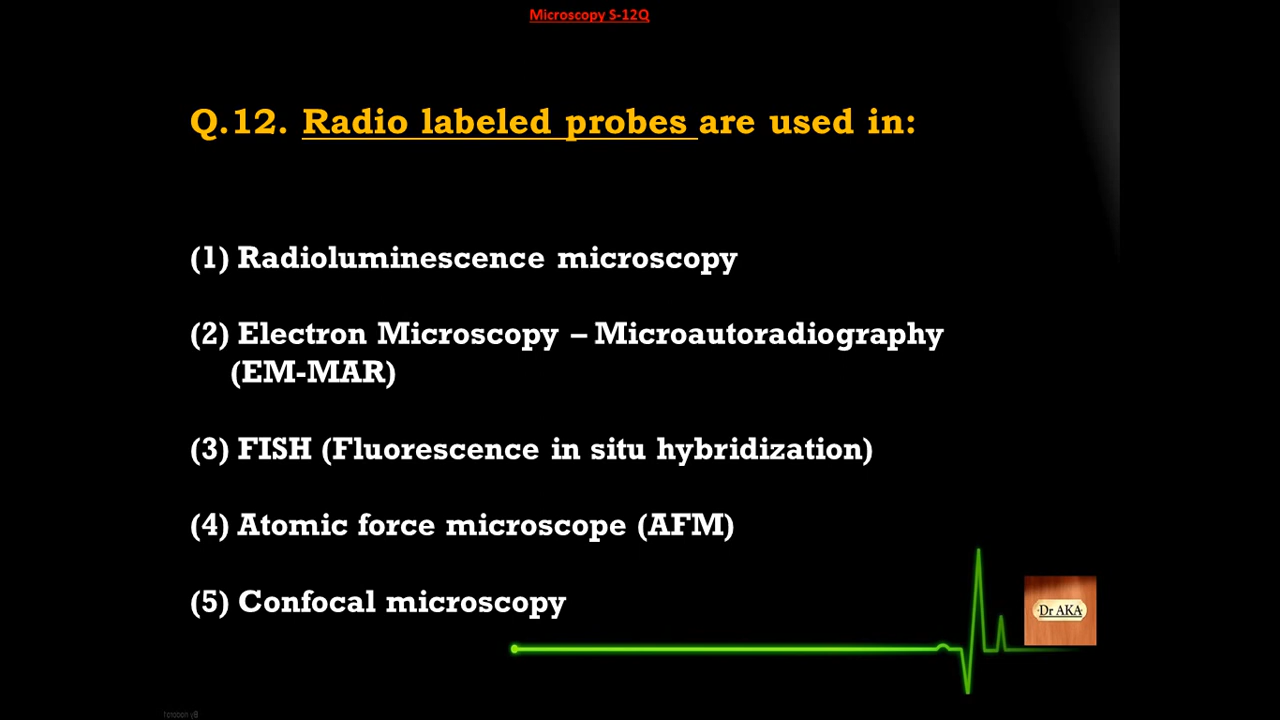 Microscopy S-12Q
Q.12. Radio labeled probes are used in:
(1) Radioluminescence microscopy
(2) Electron Microscopy – Microautoradiography
(EM-MAR)
(3) FISH (Fluorescence in situ hybridization)
(4) Atomic force microscope (AFM)
(5) Confocal microscopy
Dr AKA